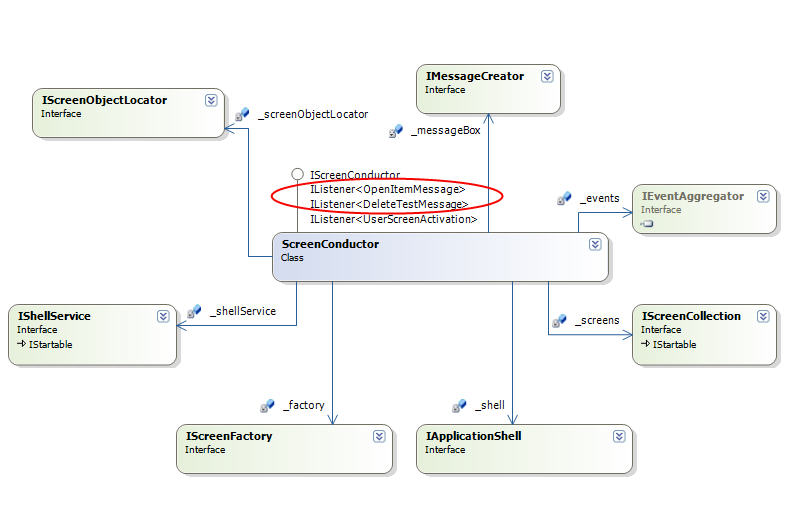 IMessageCreator
Interface
IScreenObjectLocator
Interface
_screenObjectLocator
_messageBox
IScreenConductor
IListener<OpenItemMessage>
IListener<DeleteTestMessage>
IListener<UserScreenActivation>
_events
IEventAggregator
Interface
ScreenConductor
Class
IShellService
Interface
IStartable
_shellService
_screens
IScreenCollection
Interface
IStartable
_factory
_shell
IScreenFactory
Interface
IApplicationShell
Interface